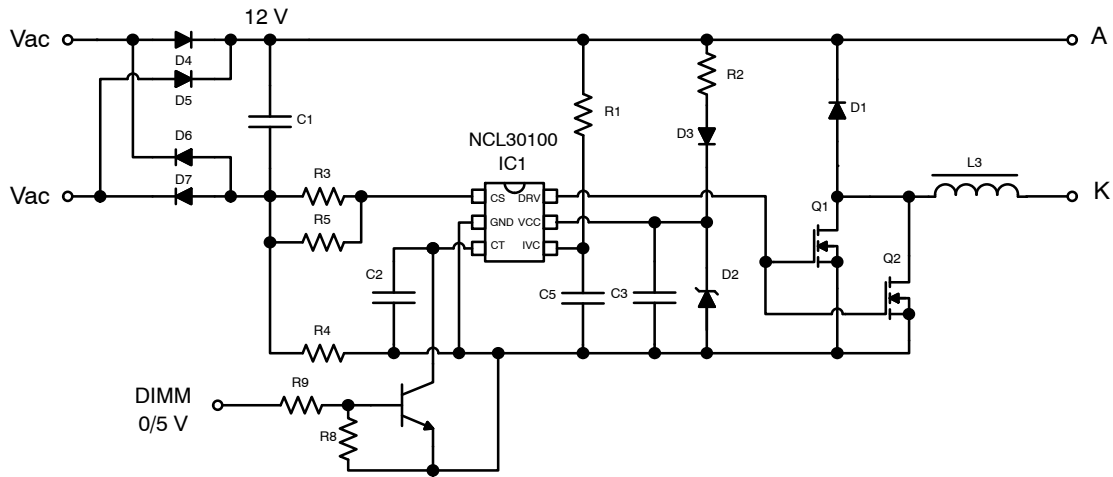 12 V
Vac
A
D4
D5
R2
R1
D3
D1
C1
D6
D7
NCL30100
IC1
L3
Vac
K
R3
R5
CS DRV
GND VCC
CT IVC
Q1
Q2
C2
C5
C3
D2
R4
DIMM
0/5 V
R9
R8